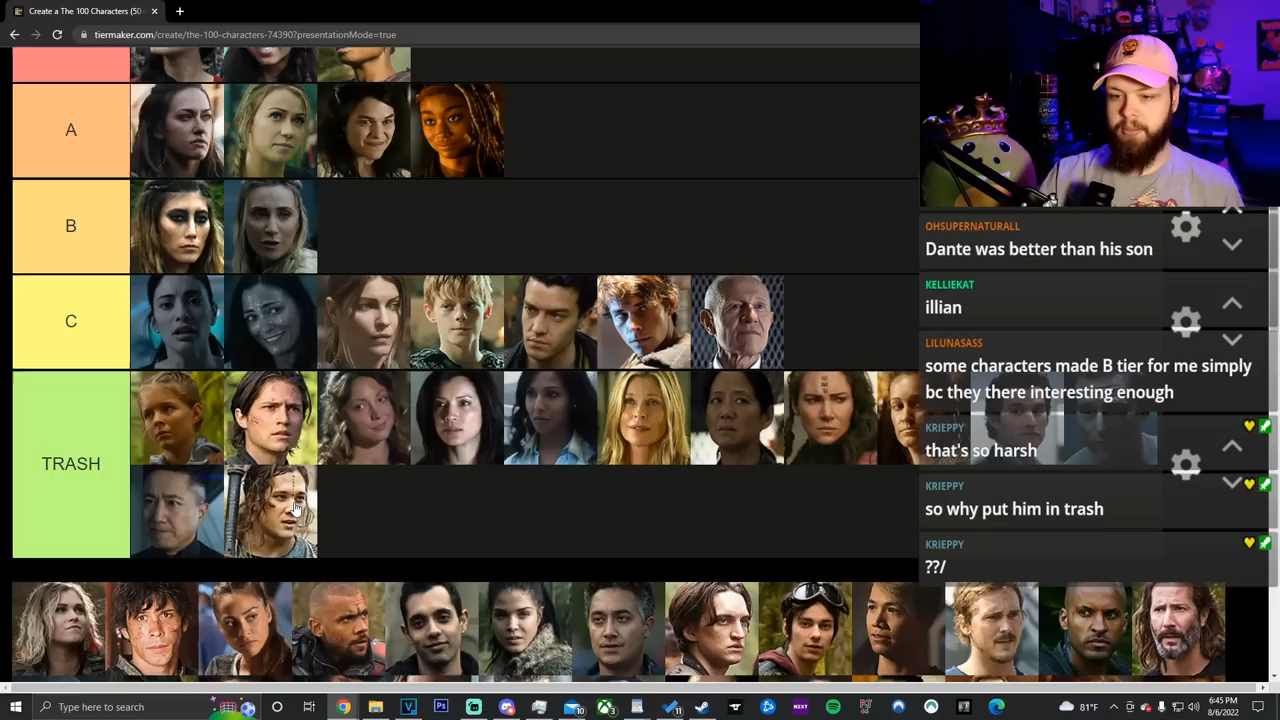 Create a The 100 Characters (50-
tiermaker.com/create/the-100-characters-74390?presentationMode=true
A
B
C
TRASH
OHSUPERNATURALL
Dante was better than his son
KELLIEKAT
illian
LILUNASASS
some characters made B tier for me simply
bc they there interesting enough
KRIEPPY
that's so harsh
KRIEPPY
so why put him in trash
KRIEPPY
??/
Type here to search
10
3
11
81°F
6:45 PM
8/6/2022